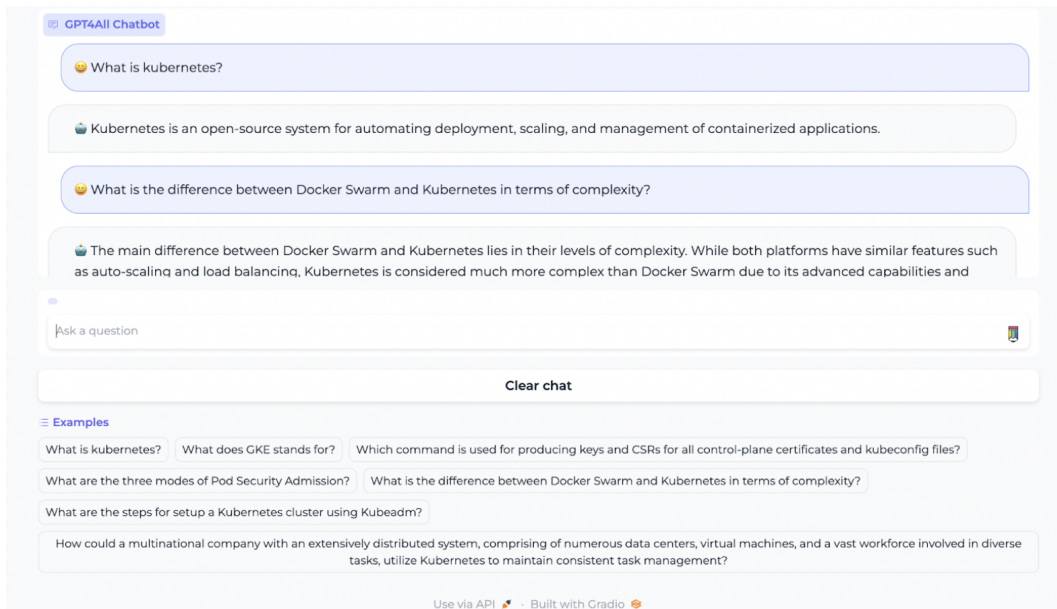 GPT4All Chatbot
😀 What is kubernetes?
🤖 Kubernetes is an open-source system for automating deployment, scaling, and management of containerized applications.
😀 What is the difference between Docker Swarm and Kubernetes in terms of complexity?
🤖 The main difference between Docker Swarm and Kubernetes lies in their levels of complexity. While both platforms have similar features such
as auto-scaling and load balancing, Kubernetes is considered much more complex than Docker Swarm due to its advanced capabilities and
Ask a question
Clear chat
Examples
What is kubernetes? What does GKE stands for? Which command is used for producing keys and CSRs for all control-plane certificates and kubeconfig files?
What are the three modes of Pod Security Admission? What is the difference between Docker Swarm and Kubernetes in terms of complexity?
What are the steps for setup a Kubernetes cluster using Kubeadm?
How could a multinational company with an extensively distributed system, comprising of numerous data centers, virtual machines, and a vast workforce involved in diverse
tasks, utilize Kubernetes to maintain consistent task management?
Use via API 🚀 · Built with Gradio